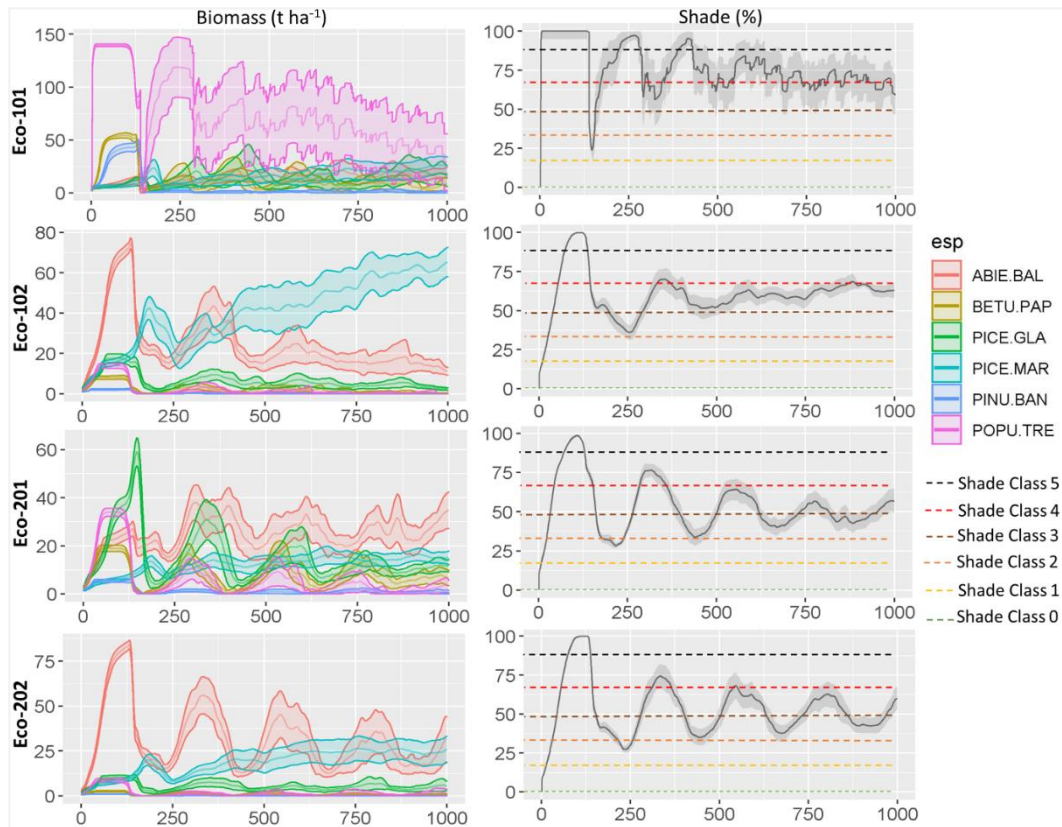 Biomass (t ha⁻¹)
Shade (%)
Eco-101
150
100
50
0
0 250 500 750 1000
100
75
50
25
0
0 250 500 750 1000
Eco-102
80
60
40
20
0
0 250 500 750 1000
100
75
50
25
0
0 250 500 750 1000
Eco-201
60
40
20
0
0 250 500 750 1000
100
75
50
25
0
0 250 500 750 1000
Eco-202
75
50
25
0
0 250 500 750 1000
100
75
50
25
0
0 250 500 750 1000
esp
ABIE.BAL
BETU.PAP
PICE.GLA
PICE.MAR
PINU.BAN
POPU.TRE
Shade Class 5
Shade Class 4
Shade Class 3
Shade Class 2
Shade Class 1
Shade Class 0